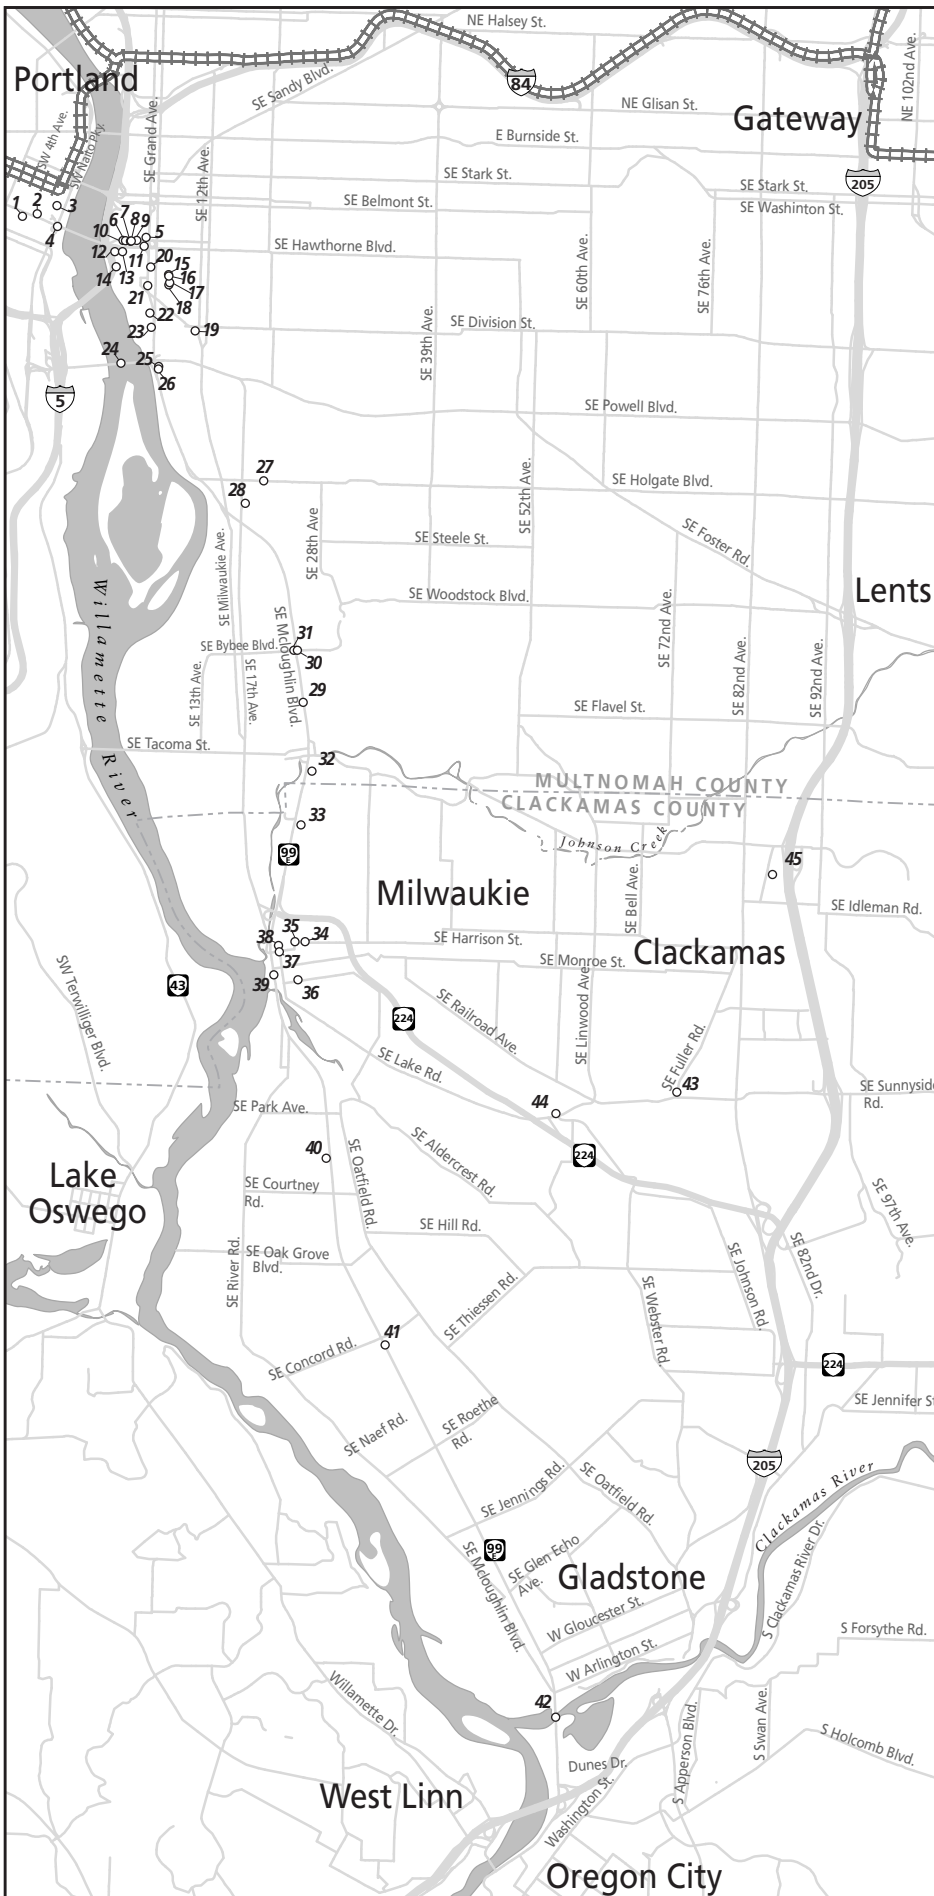 NE Halsey St.
Portland
SE Sandy Blvd.
84
NE Glisan St.
NE 102nd Ave.
Gateway
SW 4th Ave.
SW Naito Pky.
SE Grand Ave.
SE 12th Ave.
E Burnside St.
SE Stark St.
SE Stark St.
205
SE Belmont St.
SE Washinton St.
1
2
3
4
6
7
8
9
5
10
12
11
14
13
20
15
16
17
18
21
22
23
19
SE Hawthorne Blvd.
SE 60th Ave.
SE 76th Ave.
SE 39th Ave.
SE Division St.
24
25
26
5
SE Powell Blvd.
27
28
SE 52th Ave.
SE Holgate Blvd.
SE 28th Ave
SE Steele St.
SE Foster Rd.
SE Milwaukie Ave.
SE Woodstock Blvd.
Lents
Willamette River
SE Mcloughlin Blvd.
31
SE Bybee Blvd.
30
SE 13th Ave.
SE 17th Ave.
29
SE 72nd Ave.
SE 82nd Ave.
SE 92nd Ave.
SE Flavel St.
SE Tacoma St.
32
MULTNOMAH COUNTY
CLACKAMAS COUNTY
33
Johnson Creek
99
E
45
Milwaukie
SE Bell Ave.
SE Idleman Rd.
35
34
38
SE Harrison St.
Clackamas
37
SE Monroe St.
39
36
43
SW Terwilliger Blvd.
SE Linwood Ave.
224
SE Railroad Ave.
SE Lake Rd.
SE Fuller Rd.
43
SE Sunnyside
Rd.
44
SE Park Ave.
40
SE Oatfield Rd.
SE Aldercrest Rd.
224
Lake
Oswego
SE Courtney
Rd.
SE Hill Rd.
SE 97th Ave.
SE River Rd.
SE Oak Grove
Blvd.
SE Johnson Rd.
SE 82nd Dr.
SE Thiessen Rd.
SE Webster Rd.
41
SE Concord Rd.
224
SE Jennifer St
SE Naef Rd.
SE Roethe
Rd.
205
Clackamas River
SE Jennings Rd.
SE Oatfield Rd.
99
E
SE Mcloughlin Blvd.
SE Glen Echo
Ave.
Gladstone
S Clackamas River Dr.
W Gloucester St.
S Forsythe Rd.
W Arlington St.
Willamette Dr.
42
S Apperson Blvd.
S Swan Ave.
S Holcomb Blvd.
Dunes Dr.
West Linn
Washington St.
Oregon City